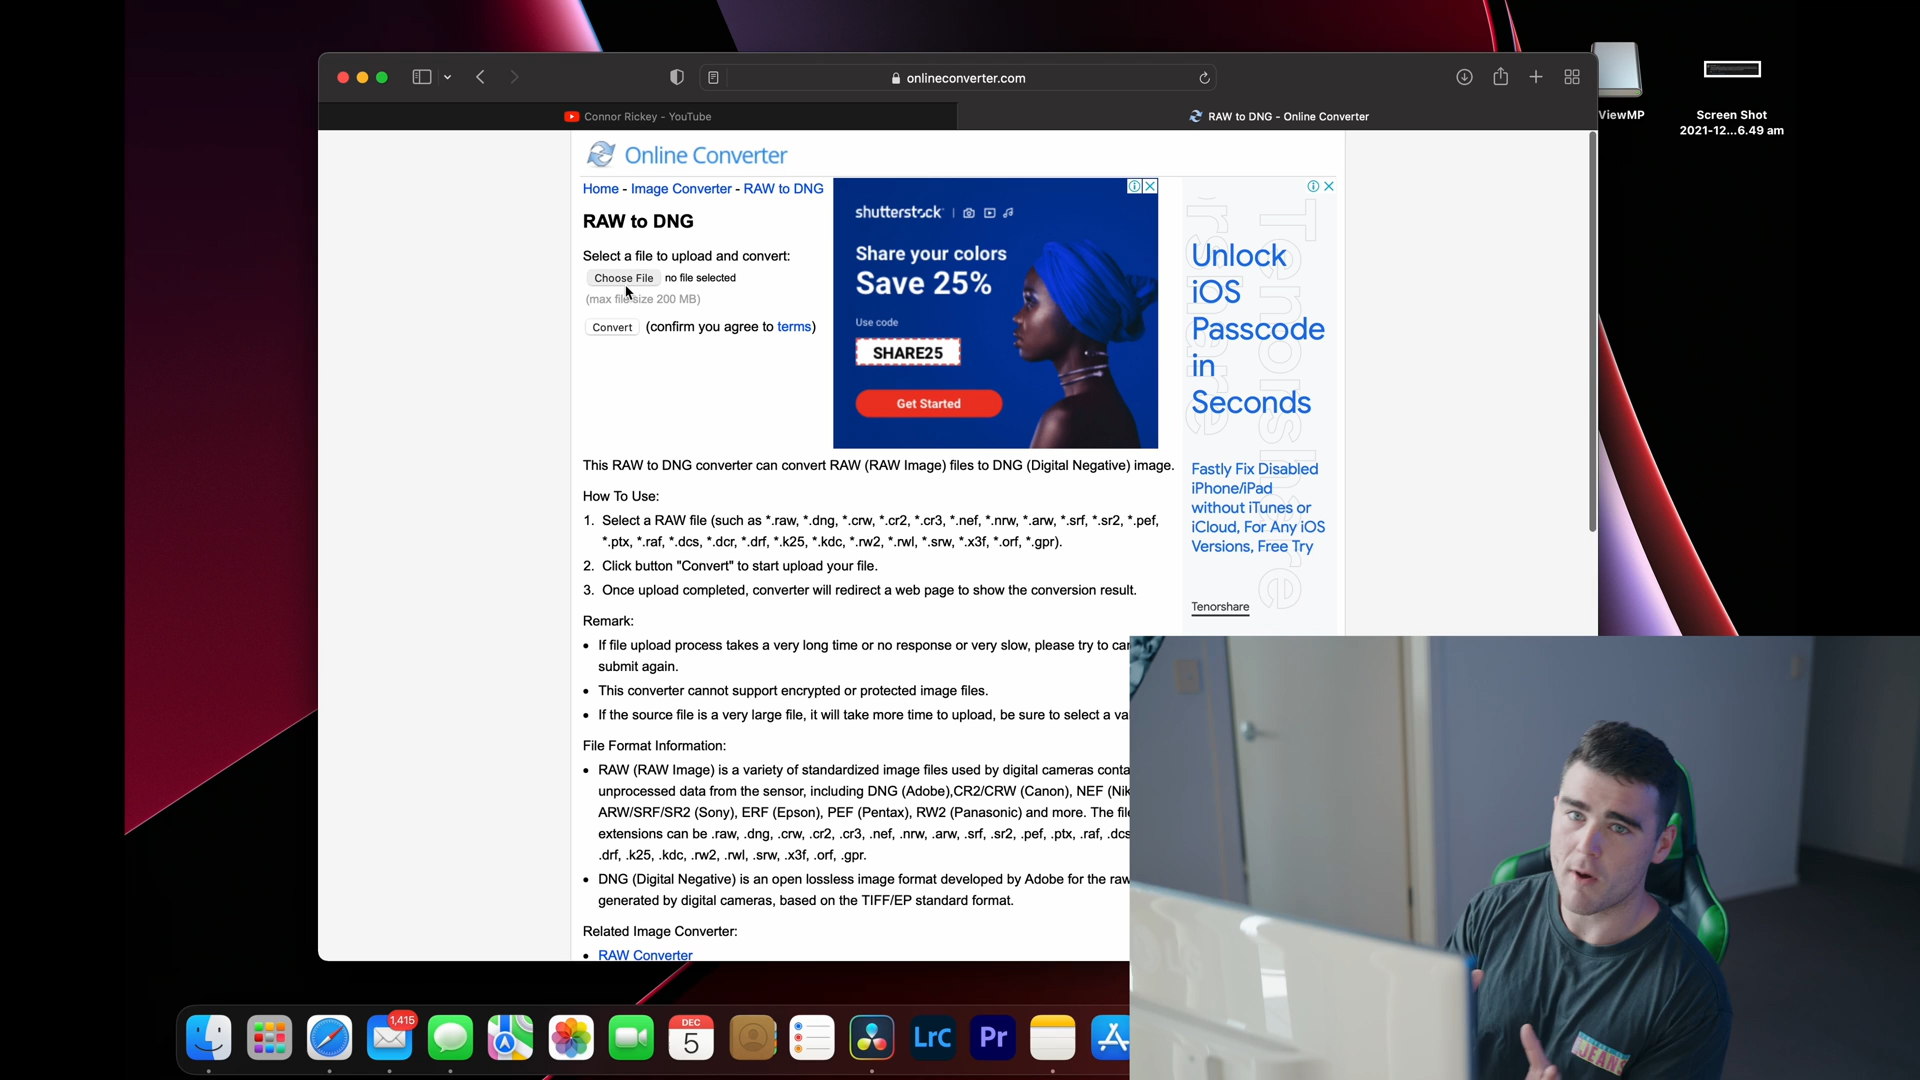 onlineconverter.com
Connor Rickey - YouTube
RAW to DNG - Online Converter
ViewMP
Screen Shot
2021-12...6.49 am
Online Converter
Home - Image Converter - RAW to DNG
RAW to DNG
Select a file to upload and convert:
Choose File no file selected
(max file size 200 MB)
Convert (confirm you agree to terms)
shutterstock
Share your colors
Save 25%
Use code
SHARE25
Get Started
Unlock
iOS
Passcode
in
Seconds
Fastly Fix Disabled
iPhone/iPad
without iTunes or
iCloud, For Any iOS
Versions, Free Try
Tenorshare
Tenorshare
This RAW to DNG converter can convert RAW (RAW Image) files to DNG (Digital Negative) image.
How To Use:
1. Select a RAW file (such as *.raw, *.dng, *.crw, *.cr2, *.cr3, *.nef, *.nrw, *.arw, *.srf, *.sr2, *.pef,
*.ptx, *.raf, *.dcs, *.dcr, *.drf, *.k25, *.kdc, *.rw2, *.rwl, *.srw, *.x3f, *.orf, *.gpr).
2. Click button "Convert" to start upload your file.
3. Once upload completed, converter will redirect a web page to show the conversion result.
Remark:
• If file upload process takes a very long time or no response or very slow, please try to car
submit again.
• This converter cannot support encrypted or protected image files.
• If the source file is a very large file, it will take more time to upload, be sure to select a va
File Format Information:
• RAW (RAW Image) is a variety of standardized image files used by digital cameras conta
unprocessed data from the sensor, including DNG (Adobe),CR2/CRW (Canon), NEF (Nik
ARW/SRF/SR2 (Sony), ERF (Epson), PEF (Pentax), RW2 (Panasonic) and more. The file
extensions can be .raw, .dng, .crw, .cr2, .cr3, .nef, .nrw, .arw, .srf, .sr2, .pef, .ptx, .raf, .dcs
.drf, .k25, .kdc, .rw2, .rwl, .srw, .x3f, .orf, .gpr.
• DNG (Digital Negative) is an open lossless image format developed by Adobe for the raw
generated by digital cameras, based on the TIFF/EP standard format.
Related Image Converter:
• RAW Converter
1,415
DEC
5
LrC
Pr
JEANS